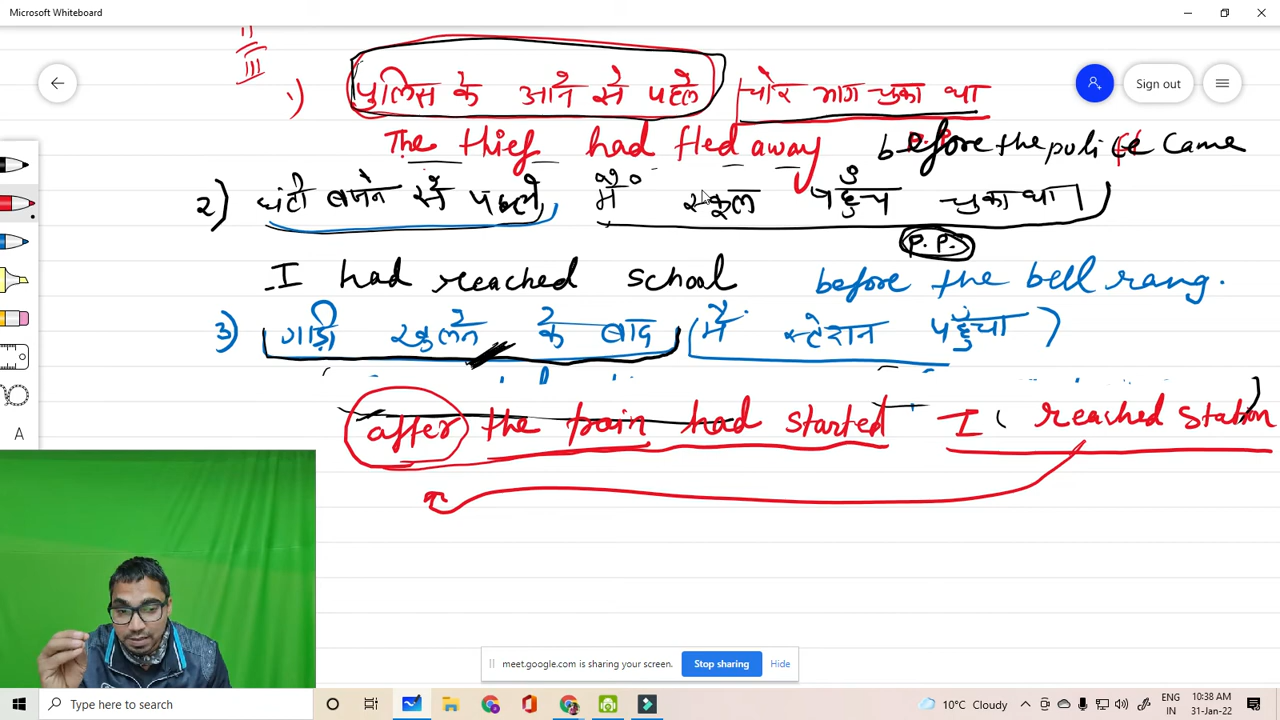 Microsoft Whiteboard
Sign out
II
III
1) पुलिस के आने से पहले चोर भाग चुका था
The thief had fled away before the police came
2) घंटी बजने से पहले मैं स्कूल पहुँच चुका था।
P. P.
I had reached school before the bell rang.
3) गाड़ी खुलने के बाद मैं स्टेशन पहुँचा
after the train had started I reached station
A
meet.google.com is sharing your screen. Stop sharing Hide
Type here to search
10°C Cloudy
ENG
IN
10:38 AM
31-Jan-22